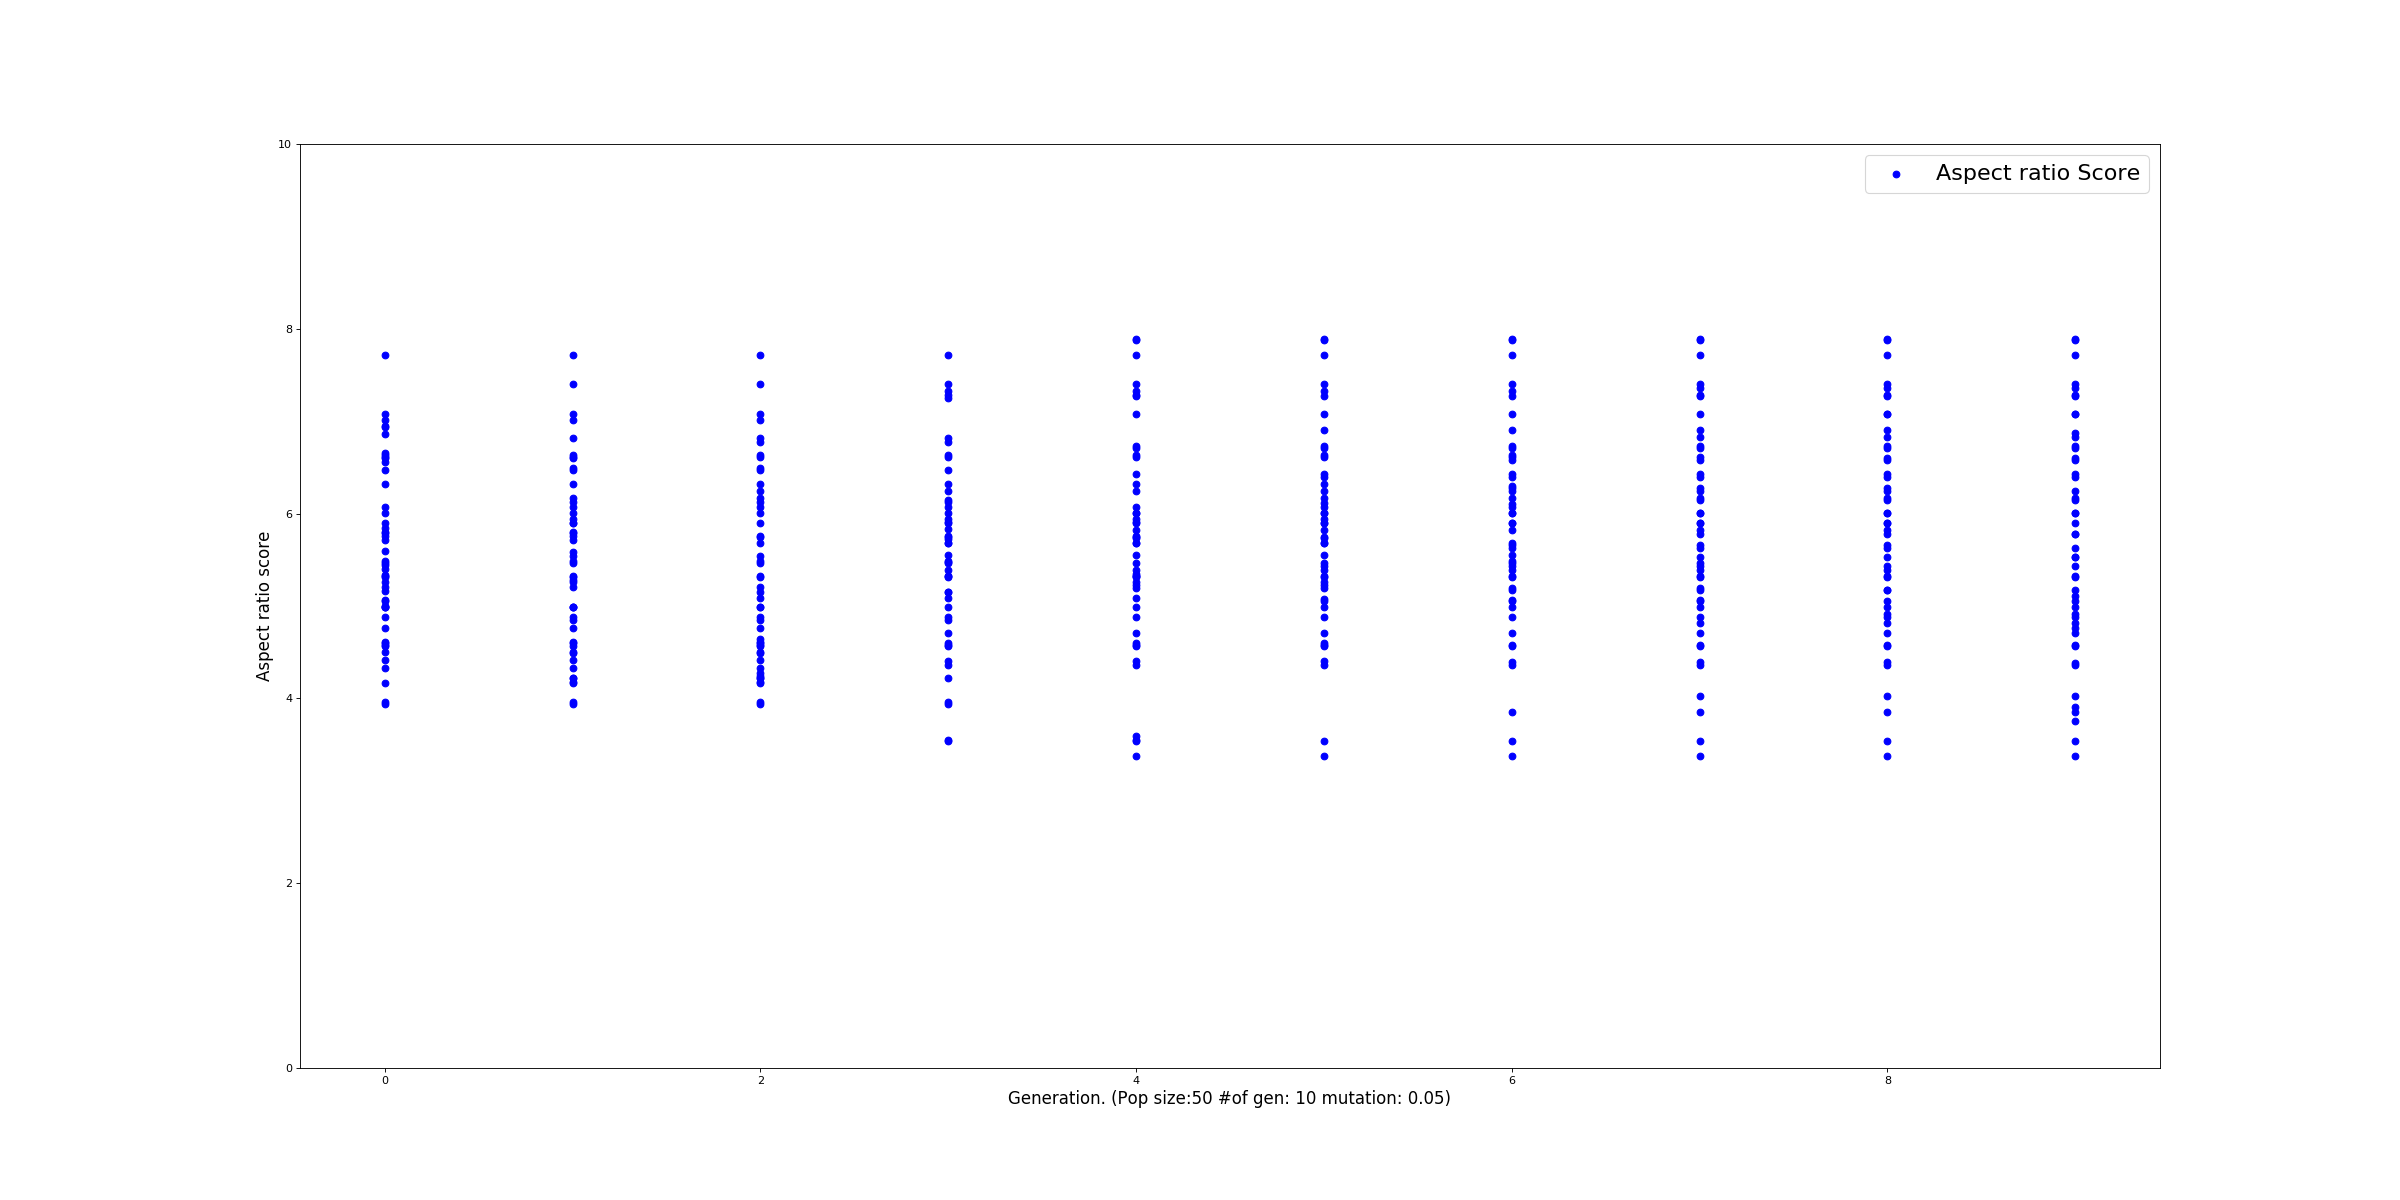 Aspect ratio Score
Aspect ratio score
10
8
6
4
2
0
0 2 4 6 8
Generation. (Pop size:50 #of gen: 10 mutation: 0.05)